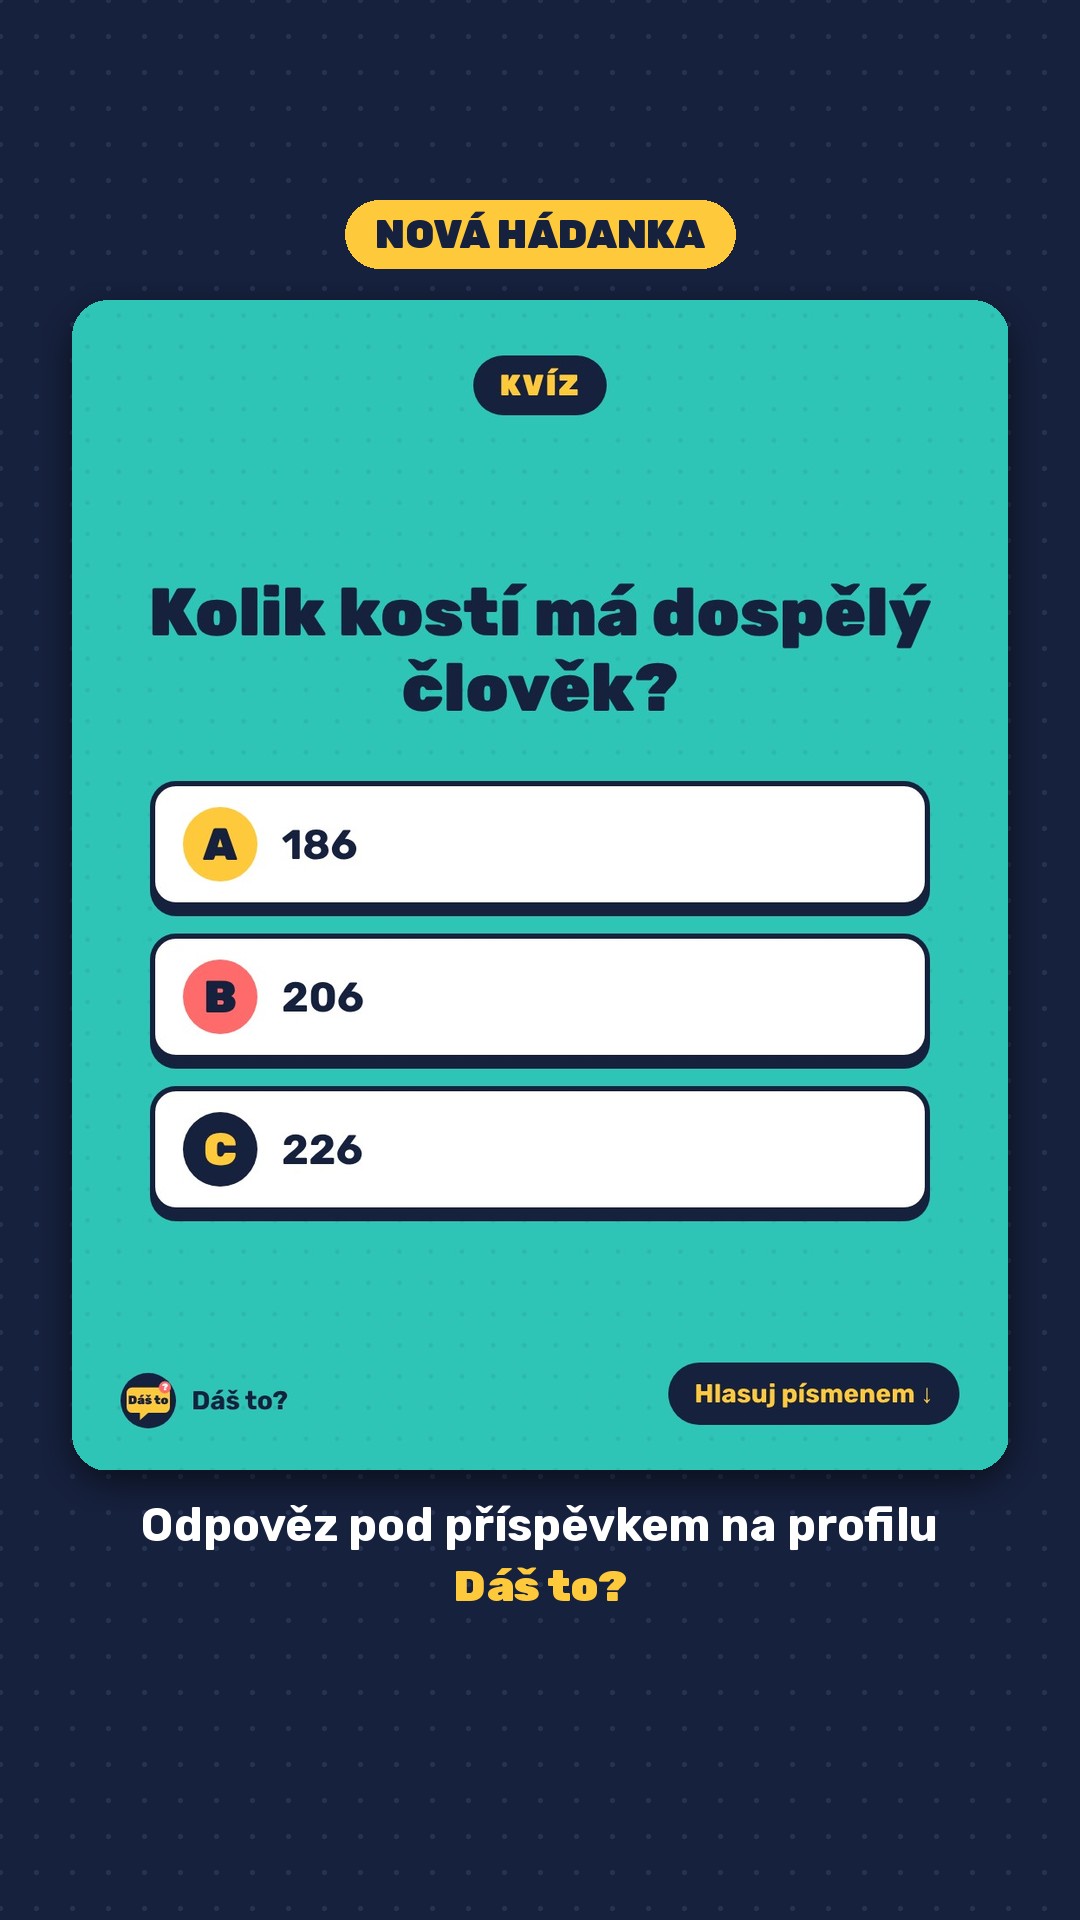 NOVÁ HÁDANKA
KVÍZ
Kolik kostí má dospělý
člověk?
A 186
B 206
C 226
Dáš to ?
Dáš to?
Hlasuj písmenem ↓
Odpověz pod příspěvkem na profilu
Dáš to?